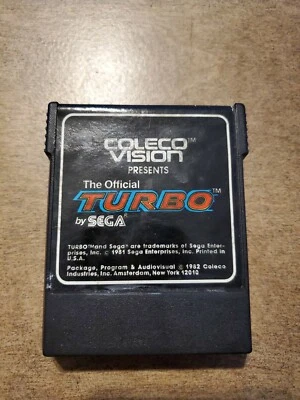 COLECO™
VISION
PRESENTS
The Official
TURBO™
by SEGA®
TURBO™and Sega® are trademarks of Sega Enter-
prises, Inc. © 1981 Sega Enterprises, Inc. Printed in
U.S.A.
Package, Program & Audiovisual © 1982 Coleco
Industries, Inc. Amsterdam, New York 12010